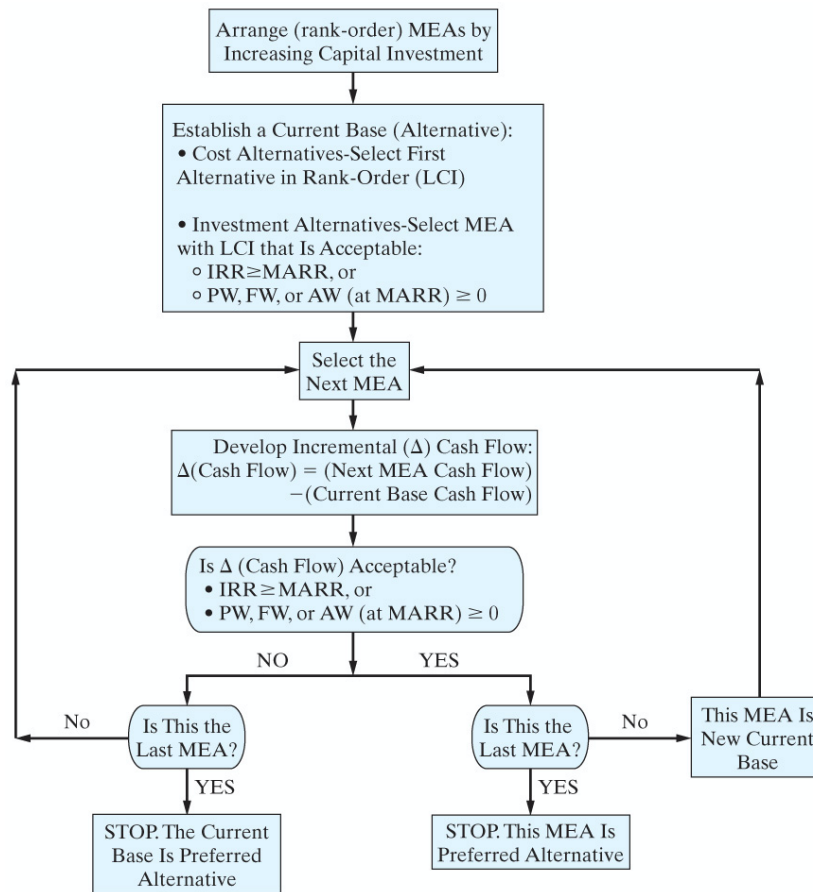 Arrange (rank-order) MEAs by
Increasing Capital Investment
Establish a Current Base (Alternative):
• Cost Alternatives-Select First
Alternative in Rank-Order (LCI)
• Investment Alternatives-Select MEA
with LCI that Is Acceptable:
○ IRR≥MARR, or
○ PW, FW, or AW (at MARR) ≥ 0
Select the
Next MEA
Develop Incremental (Δ) Cash Flow:
Δ(Cash Flow) = (Next MEA Cash Flow)
−(Current Base Cash Flow)
Is Δ (Cash Flow) Acceptable?
• IRR≥MARR, or
• PW, FW, or AW (at MARR) ≥ 0
NO
YES
No
Is This the
Last MEA?
Is This the
Last MEA?
No
This MEA Is
New Current
Base
YES
YES
STOP. The Current
Base Is Preferred
Alternative
STOP. This MEA Is
Preferred Alternative